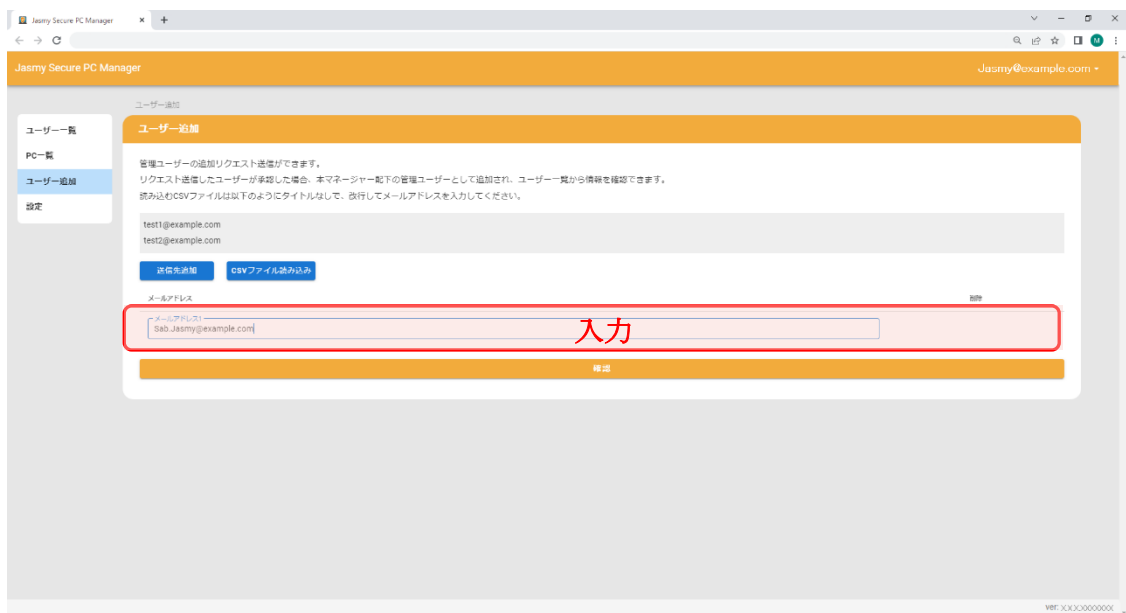 Jasmy Secure PC Manager
M
Jasmy Secure PC Manager
Jasmy@example.com
ユーザー追加
ユーザー一覧
PC一覧
ユーザー追加
設定
ユーザー追加
管理ユーザーの追加リクエスト送信ができます。
リクエスト送信したユーザーが承認した場合、本マネージャー配下の管理ユーザーとして追加され、ユーザー一覧から情報を確認できます。
読み込むCSVファイルは以下のようにタイトルなしで、改行してメールアドレスを入力してください。
test1@example.com
test2@example.com
送信先追加
CSVファイル読み込み
メールアドレス
削除
メールアドレス1
Sab.Jasmy@example.com
入力
確認
ver: X.X.XXXXXXXX